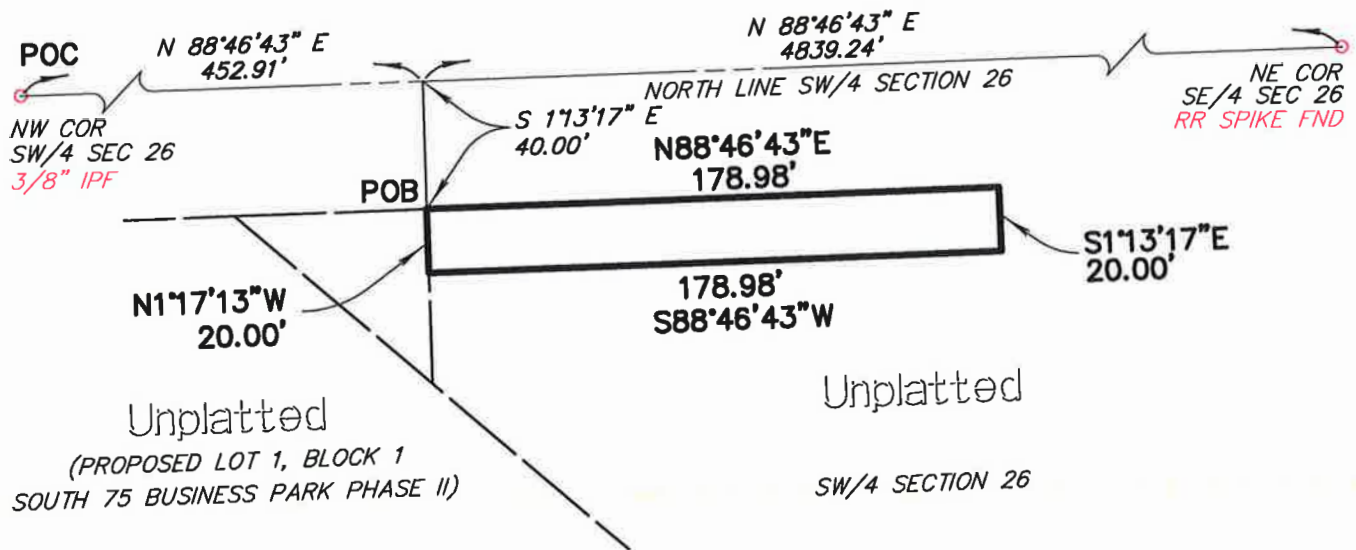 POC
N 88°46'43" E
452.91'
N 88°46'43" E
4839.24'
NORTH LINE SW/4 SECTION 26
NW COR
SW/4 SEC 26
3/8" IPF
NE COR
SE/4 SEC 26
RR SPIKE FND
S 1°13'17" E
40.00'
POB
N88°46'43"E
178.98'
S1°13'17"E
20.00'
N1°17'13"W
20.00'
178.98'
S88°46'43"W
Unplatted
(PROPOSED LOT 1, BLOCK 1
SOUTH 75 BUSINESS PARK PHASE II)
Unplatted
SW/4 SECTION 26